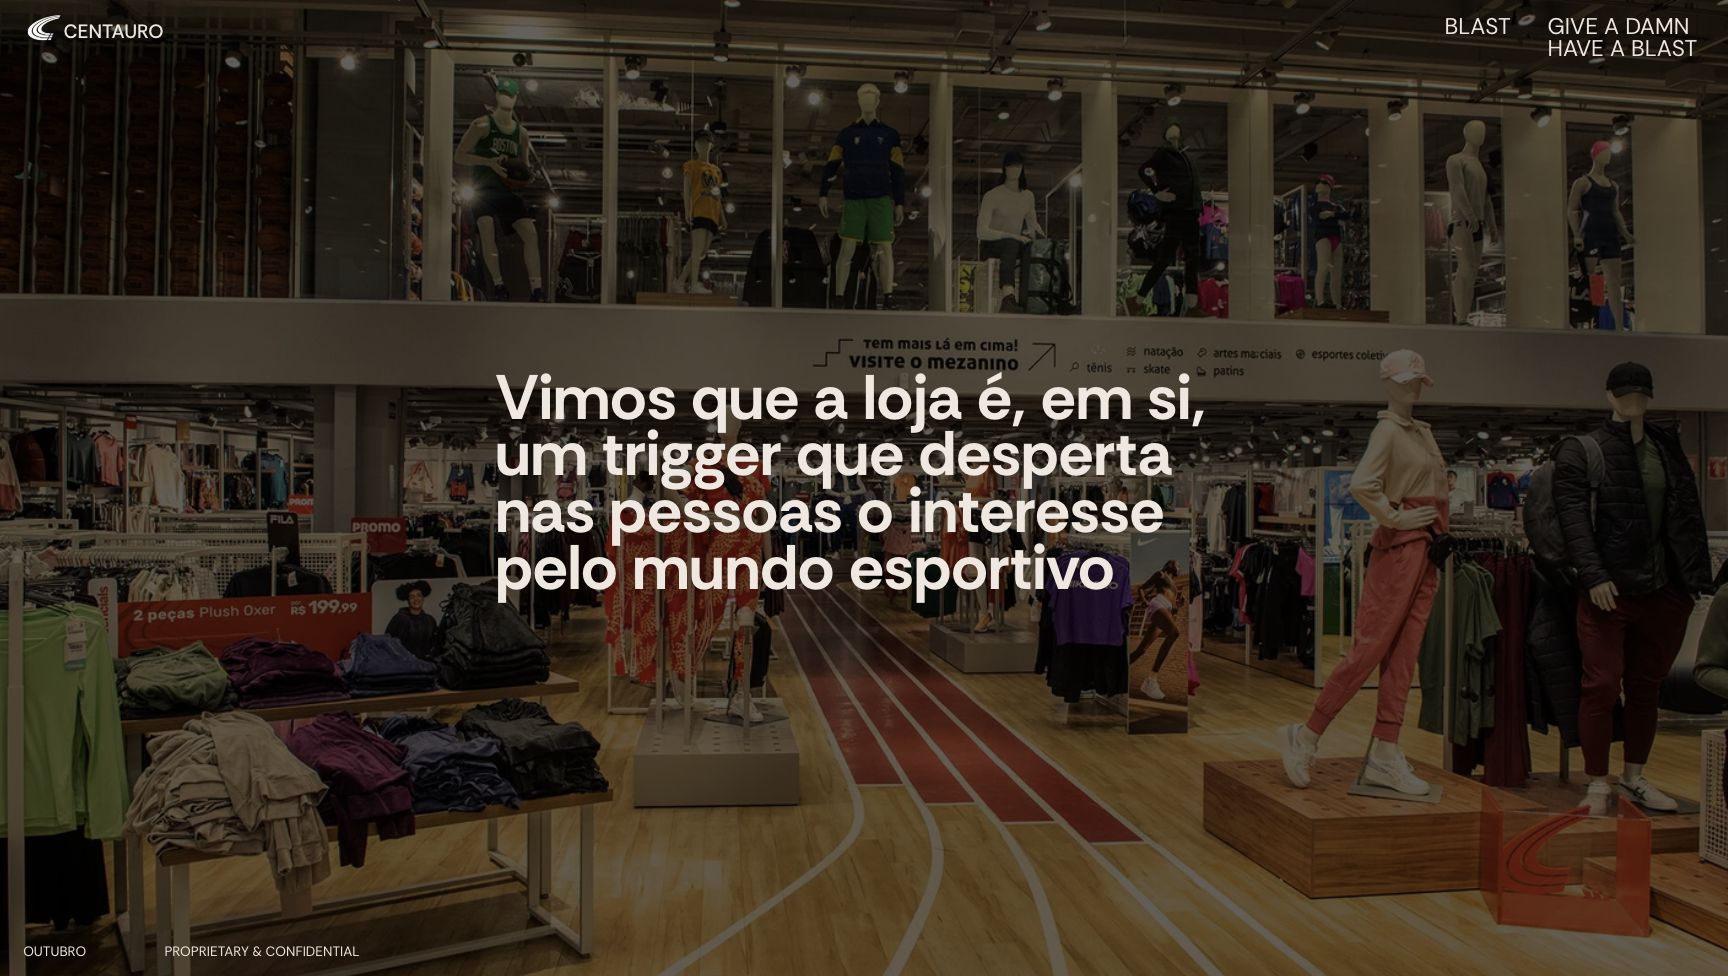 CENTAURO
BLAST
GIVE A DAMN
HAVE A BLAST
BOSTON
Tem mais lá em cima!
visite o mezanino
natação
artes marciais
esportes coletiv
tênis
skate
patins
Vimos que a loja é, em si,
um trigger que desperta
nas pessoas o interesse
pelo mundo esportivo
FILA
PROMO
2 peças Plush Oxer
R$ 199,99
OUTUBRO
PROPRIETARY & CONFIDENTIAL